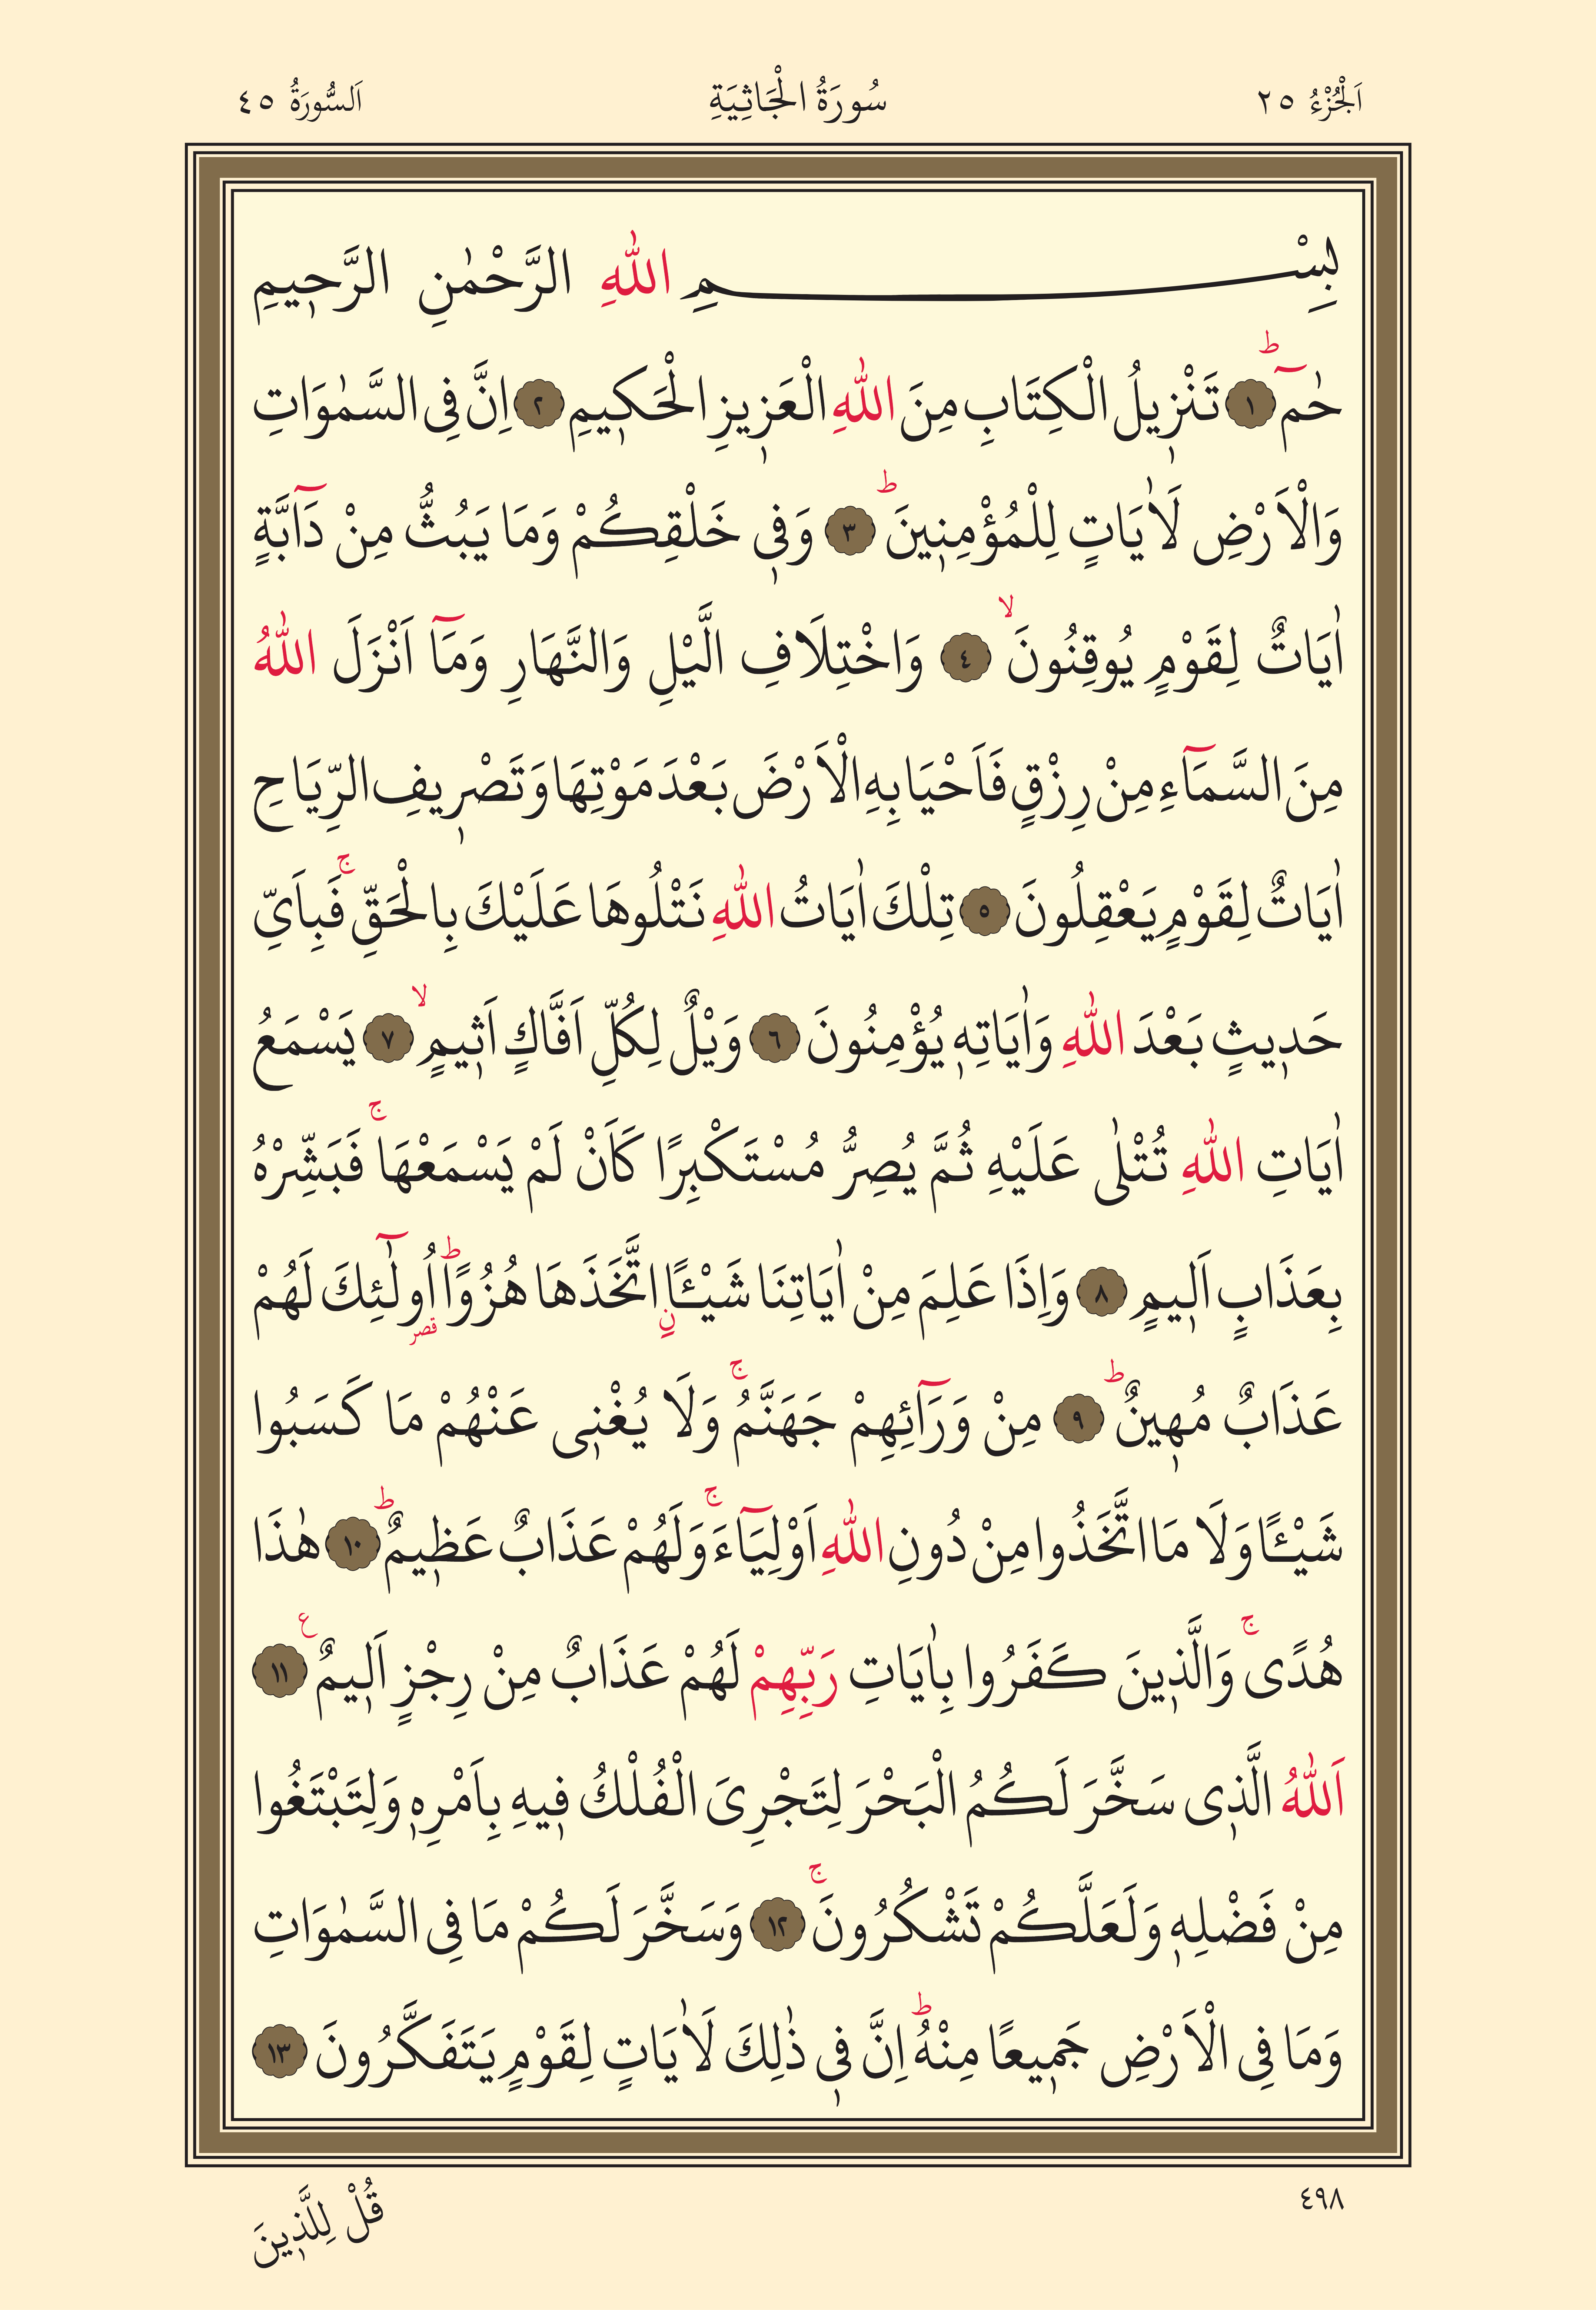 اَلْجُزْءُ ٢٥
سُورَةُ الْجَاثِيَةِ
اَلسُّورَةُ ٤٥
بِسْمِ اللّٰهِ الرَّحْمٰنِ الرَّح۪يمِ
حٰمٓ ۜ ط ١ تَنْز۪يلُ الْكِتَابِ مِنَ اللّٰهِ الْعَز۪يزِ الْحَك۪يمِ ٢ اِنَّ فِي السَّمٰوَاتِ
وَالْاَرْضِ لَاٰيَاتٍ لِلْمُؤْمِن۪ينَ ط ٣ وَف۪ي خَلْقِكُمْ وَمَا يَبُثُّ مِنْ دَٓابَّةٍ
اٰيَاتٌ لِقَوْمٍ يُوقِنُونَ لا ٤ وَاخْتِلَافِ الَّيْلِ وَالنَّهَارِ وَمَٓا اَنْزَلَ اللّٰهُ
مِنَ السَّمَٓاءِ مِنْ رِزْقٍ فَاَحْيَا بِهِ الْاَرْضَ بَعْدَ مَوْتِهَا وَتَصْر۪يفِ الرِّيَاحِ
اٰيَاتٌ لِقَوْمٍ يَعْقِلُونَ ٥ تِلْكَ اٰيَاتُ اللّٰهِ نَتْلُوهَا عَلَيْكَ بِالْحَقِّ ج فَبِاَيِّ
حَد۪يثٍ بَعْدَ اللّٰهِ وَاٰيَاتِه۪ يُؤْمِنُونَ ٦ وَيْلٌ لِكُلِّ اَفَّاكٍ اَث۪يمٍ لا ٧ يَسْمَعُ
اٰيَاتِ اللّٰهِ تُتْلٰى عَلَيْهِ ثُمَّ يُصِرُّ مُسْتَكْبِرًا كَاَنْ لَمْ يَسْمَعْهَا ج فَبَشِّرْهُ
بِعَذَابٍ اَل۪يمٍ ٨ وَاِذَا عَلِمَ مِنْ اٰيَاتِنَا شَيْـًٔا نِ اتَّخَذَهَا هُزُوًا ط اُو۬لٰٓئِكَ قصر لَهُمْ
عَذَابٌ مُه۪ينٌ ط ٩ مِنْ وَرَٓائِهِمْ جَهَنَّمُ ج وَلَا يُغْن۪ي عَنْهُمْ مَا كَسَبُوا
شَيْـًٔا وَلَا مَا اتَّخَذُوا مِنْ دُونِ اللّٰهِ اَوْلِيَٓاءَ ج وَلَهُمْ عَذَابٌ عَظ۪يمٌ ط ١٠ هٰذَا
هُدًى ج وَالَّذ۪ينَ كَفَرُوا بِاٰيَاتِ رَبِّهِمْ لَهُمْ عَذَابٌ مِنْ رِجْزٍ اَل۪يمٌ ع ١١
اَللّٰهُ الَّذ۪ي سَخَّرَ لَكُمُ الْبَحْرَ لِتَجْرِيَ الْفُلْكُ ف۪يهِ بِاَمْرِه۪ وَلِتَبْتَغُوا
مِنْ فَضْلِه۪ وَلَعَلَّكُمْ تَشْكُرُونَ ج ١٢ وَسَخَّرَ لَكُمْ مَا فِي السَّمٰوَاتِ
وَمَا فِي الْاَرْضِ جَم۪يعًا مِنْهُ ط اِنَّ ف۪ي ذٰلِكَ لَاٰيَاتٍ لِقَوْمٍ يَتَفَكَّرُونَ ١٣
٤٩٨
قُلْ لِلَّذ۪ينَ